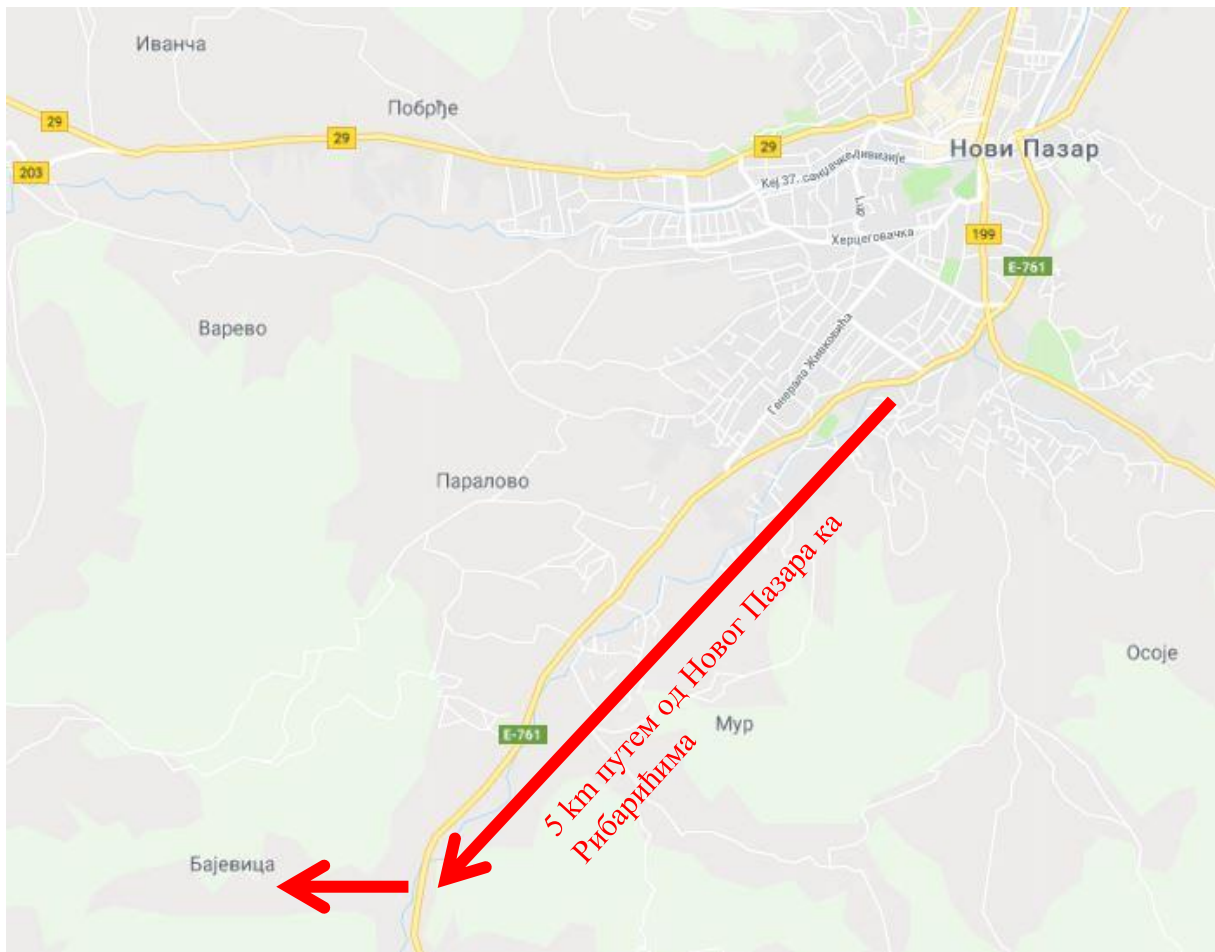 Иванча
Побрђе
29
29
29
203
Нови Пазар
Кеј 37. санџачке дивизије
Цар
Херцеговачка
199
Е-761
Варево
Генерала Живковића
Паралово
5 km путем од Новог Пазара ка
Рибарићима
Осоје
Мур
Е-761
Бајевица